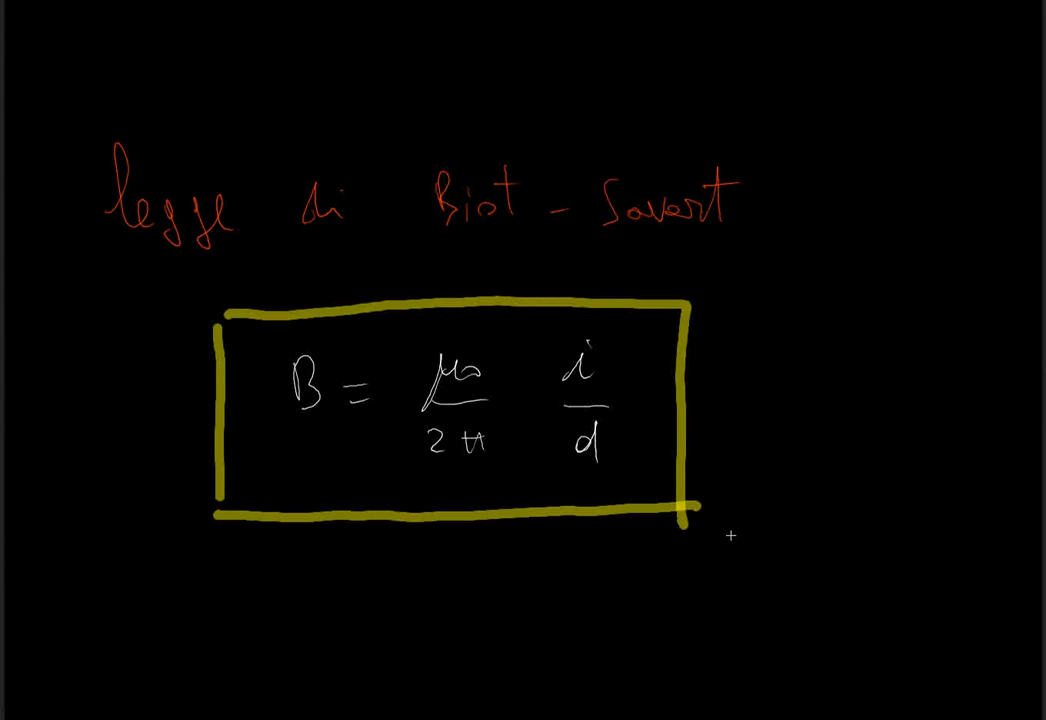 legge di Biot - Savart
B = μ₀/2π i/d